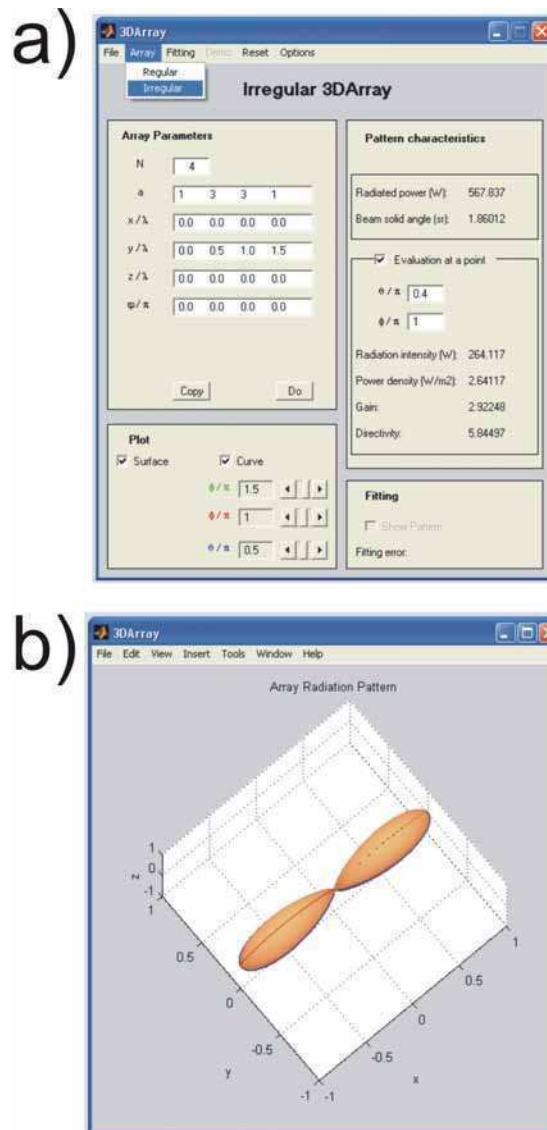 a)
3DArray
File Array Fitting Demo Reset Options
Regular
Irregular
Irregular 3DArray
Array Parameters
N 4
a 1 3 3 1
x/λ 0.0 0.0 0.0 0.0
y/λ 0.0 0.5 1.0 1.5
z/λ 0.0 0.0 0.0 0.0
φ/π 0.0 0.0 0.0 0.0
Copy Do
Pattern characteristics
Radiated power (W): 567.837
Beam solid angle (sr): 1.86012
Evaluation at a point
θ/π 0.4
ϕ/π 1
Radiation intensity (W): 264.117
Power density (W/m2): 2.64117
Gain: 2.92248
Directivity: 5.84497
Plot
Surface Curve
ϕ/π 1.5
ϕ/π 1
θ/π 0.5
Fitting
Show Pattern
Fitting error:
b)
3DArray
File Edit View Insert Tools Window Help
Array Radiation Pattern
z
1
0
-1
1
0.5
0
-0.5
-1
y
-1
-0.5
0
0.5
1
x